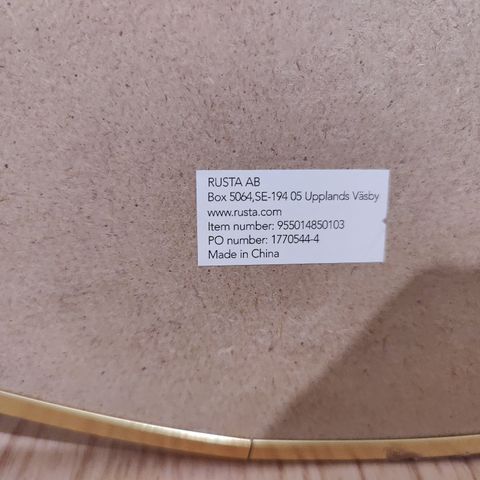 RUSTA AB
Box 5064,SE-194 05 Upplands Väsby
www.rusta.com
Item number: 955014850103
PO number: 1770544-4
Made in China